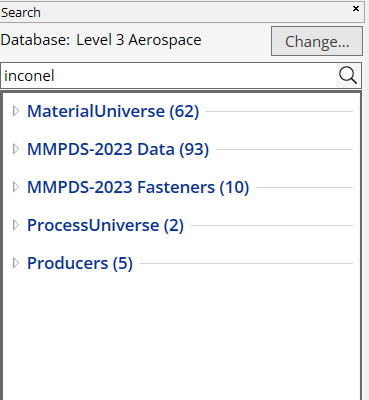 Search
Database: Level 3 Aerospace
Change...
inconel
MaterialUniverse (62)
MMPDS-2023 Data (93)
MMPDS-2023 Fasteners (10)
ProcessUniverse (2)
Producers (5)